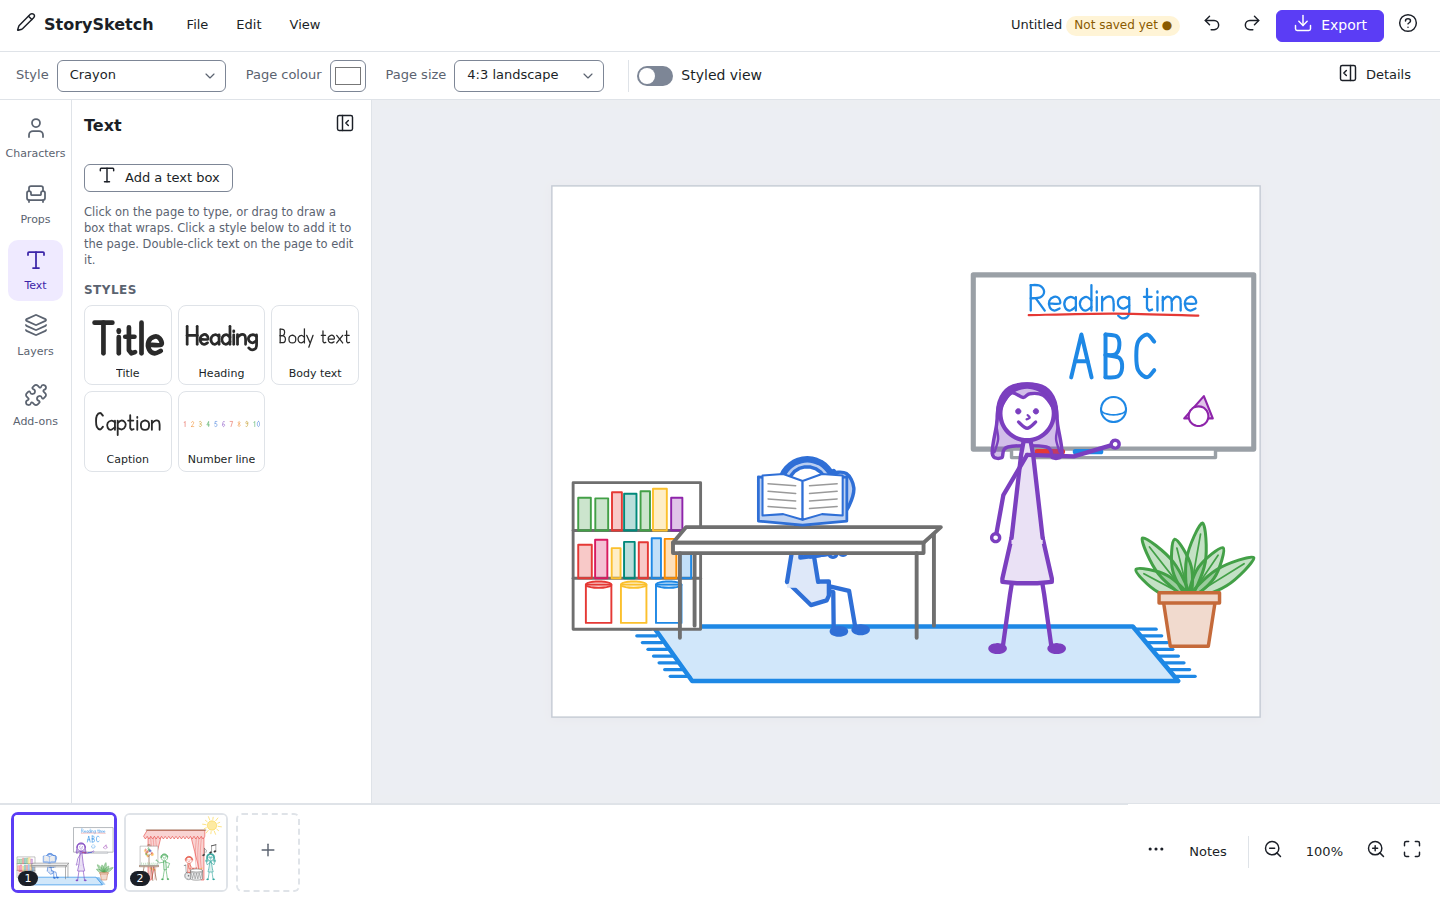 StorySketch
File
Edit
View
Untitled
Not saved yet
Export
Style
Crayon
Page colour
Page size
4:3 landscape
Styled view
Details
Characters
Props
Text
Layers
Add-ons
Text
Add a text box
Click on the page to type, or drag to draw a
box that wraps. Click a style below to add it to
the page. Double-click text on the page to edit
it.
STYLES
Title
Title
Heading
Heading
Body text
Body text
Caption
Caption
1 2 3 4 5 6 7 8 9 10
Number line
Reading time
A B C
Reading time
ABC
1
2
Notes
100%